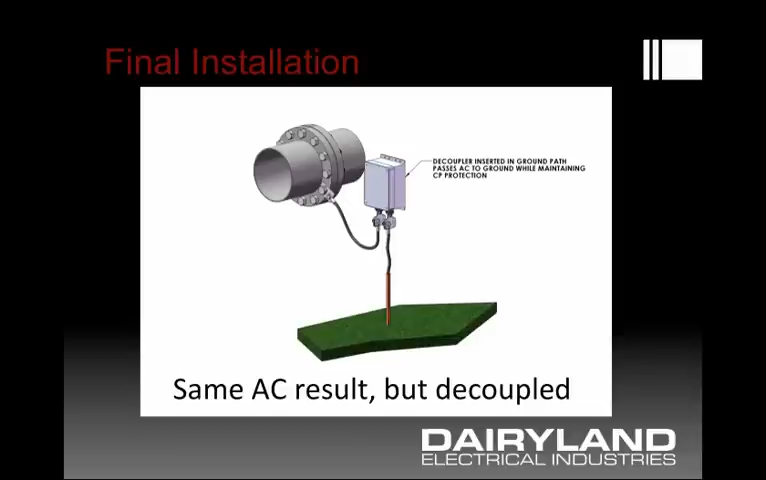 Final Installation
DECOUPLER INSERTED IN GROUND PATH
PASSES AC TO GROUND WHILE MAINTAINING
CP PROTECTION
Same AC result, but decoupled
DAIRYLAND
ELECTRICAL INDUSTRIES